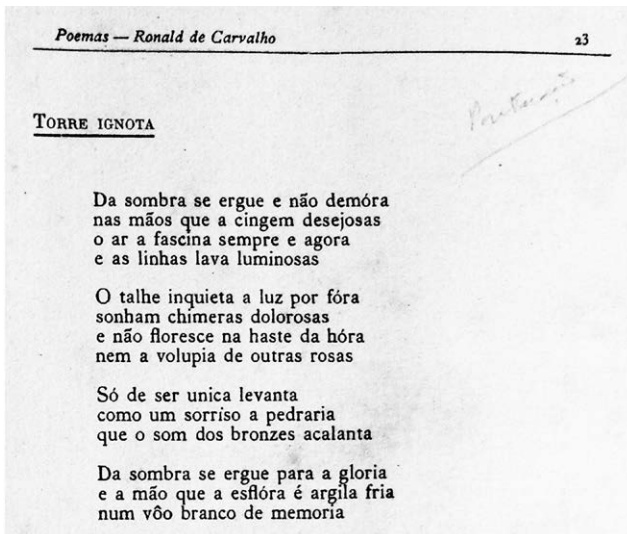 Poemas — Ronald de Carvalho 23
TORRE IGNOTA
Da sombra se ergue e não demóra
nas mãos que a cingem desejosas
o ar a fascina sempre e agora
e as linhas lava luminosas
O talhe inquieta a luz por fóra
sonham chimeras dolorosas
e não floresce na haste da hóra
nem a volupia de outras rosas
Só de ser unica levanta
como um sorriso a pedraria
que o som dos bronzes acalanta
Da sombra se ergue para a gloria
e a mão que a esflóra é argila fria
num vôo branco de memoria